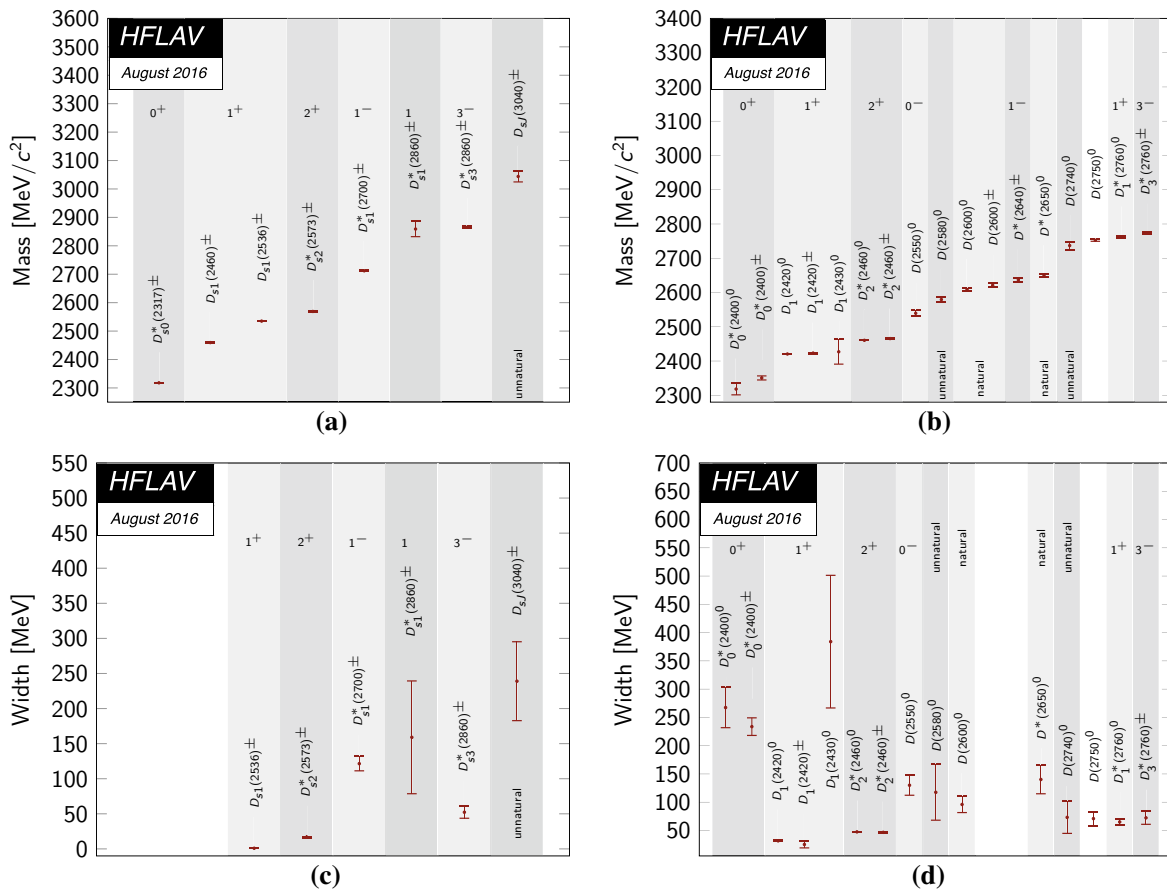 HFLAV
August 2016
Mass [MeV/c²]
3600
3500
3400
3300
3200
3100
3000
2900
2800
2700
2600
2500
2400
2300
0⁺
1⁺
2⁺
1⁻
1
3⁻
D*s0(2317)±
Ds1(2460)±
Ds1(2536)±
D*s2(2573)±
D*s1(2700)±
D*s1(2860)±
D*s3(2860)±
DsJ(3040)±
unnatural
(a)
HFLAV
August 2016
Mass [MeV/c²]
3400
3300
3200
3100
3000
2900
2800
2700
2600
2500
2400
2300
0⁺
1⁺
2⁺
0⁻
1⁻
1⁺
3⁻
D*0(2400)⁰
D*0(2400)±
D1(2420)⁰
D1(2420)±
D1(2430)⁰
D*2(2460)⁰
D*2(2460)±
D(2550)⁰
D(2580)⁰
D(2600)⁰
D(2600)±
D*(2640)±
D*(2650)⁰
D(2740)⁰
D(2750)⁰
D*1(2760)⁰
D*3(2760)±
unnatural
natural
natural
unnatural
(b)
HFLAV
August 2016
Width [MeV]
550
500
450
400
350
300
250
200
150
100
50
0
1⁺
2⁺
1⁻
1
3⁻
Ds1(2536)±
D*s2(2573)±
D*s1(2700)±
D*s1(2860)±
D*s3(2860)±
DsJ(3040)±
unnatural
(c)
HFLAV
August 2016
Width [MeV]
700
650
600
550
500
450
400
350
300
250
200
150
100
50
0⁺
1⁺
2⁺
0⁻
unnatural
natural
natural
unnatural
1⁺
3⁻
D*0(2400)⁰
D*0(2400)±
D1(2420)⁰
D1(2420)±
D1(2430)⁰
D*2(2460)⁰
D*2(2460)±
D(2550)⁰
D(2580)⁰
D(2600)⁰
D*(2650)⁰
D(2740)⁰
D(2750)⁰
D*1(2760)⁰
D*3(2760)±
(d)